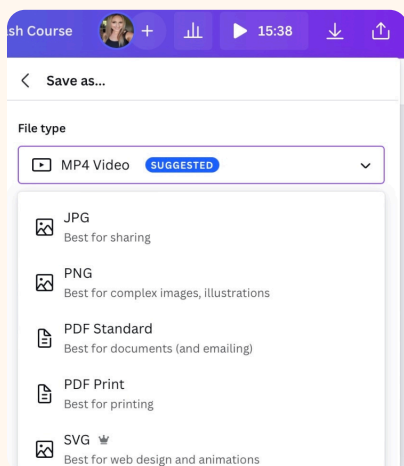 sh Course + 15:38
Save as...
File type
MP4 Video SUGGESTED
JPG
Best for sharing
PNG
Best for complex images, illustrations
PDF Standard
Best for documents (and emailing)
PDF Print
Best for printing
SVG
Best for web design and animations